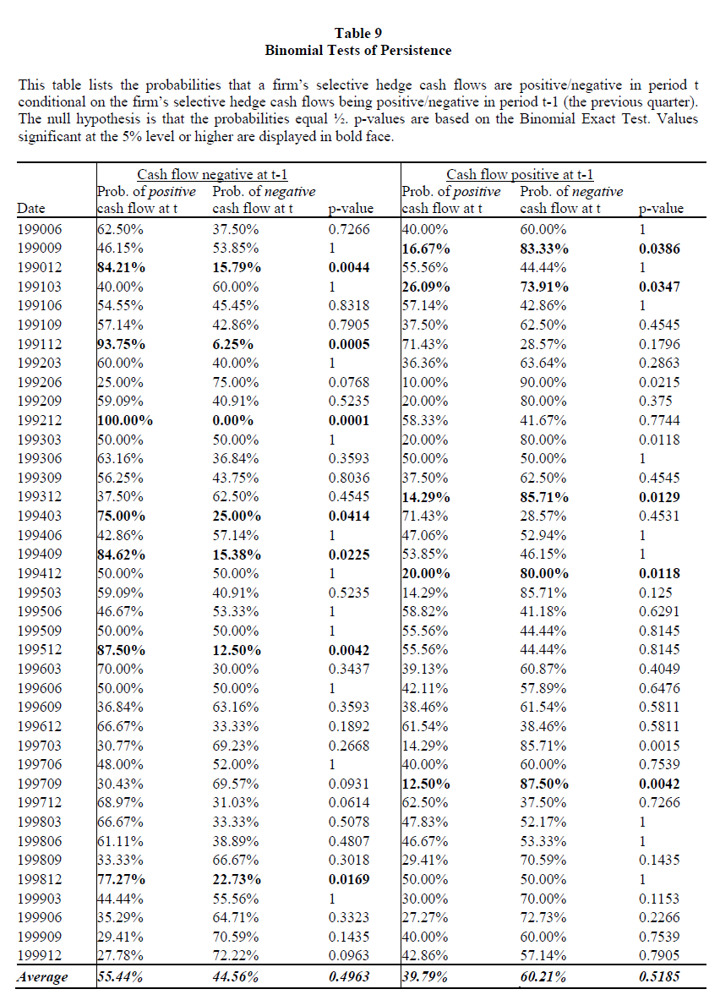 Table 9
Binomial Tests of Persistence
This table lists the probabilities that a firm's selective hedge cash flows are positive/negative in period t
conditional on the firm's selective hedge cash flows being positive/negative in period t-1 (the previous quarter).
The null hypothesis is that the probabilities equal ½. p-values are based on the Binomial Exact Test. Values
significant at the 5% level or higher are displayed in bold face.
Cash flow negative at t-1 Cash flow positive at t-1
Prob. of positive Prob. of negative Prob. of positive Prob. of negative
Date cash flow at t cash flow at t p-value cash flow at t cash flow at t p-value
199006 62.50% 37.50% 0.7266 40.00% 60.00% 1
199009 46.15% 53.85% 1 16.67% 83.33% 0.0386
199012 84.21% 15.79% 0.0044 55.56% 44.44% 1
199103 40.00% 60.00% 1 26.09% 73.91% 0.0347
199106 54.55% 45.45% 0.8318 57.14% 42.86% 1
199109 57.14% 42.86% 0.7905 37.50% 62.50% 0.4545
199112 93.75% 6.25% 0.0005 71.43% 28.57% 0.1796
199203 60.00% 40.00% 1 36.36% 63.64% 0.2863
199206 25.00% 75.00% 0.0768 10.00% 90.00% 0.0215
199209 59.09% 40.91% 0.5235 20.00% 80.00% 0.375
199212 100.00% 0.00% 0.0001 58.33% 41.67% 0.7744
199303 50.00% 50.00% 1 20.00% 80.00% 0.0118
199306 63.16% 36.84% 0.3593 50.00% 50.00% 1
199309 56.25% 43.75% 0.8036 37.50% 62.50% 0.4545
199312 37.50% 62.50% 0.4545 14.29% 85.71% 0.0129
199403 75.00% 25.00% 0.0414 71.43% 28.57% 0.4531
199406 42.86% 57.14% 1 47.06% 52.94% 1
199409 84.62% 15.38% 0.0225 53.85% 46.15% 1
199412 50.00% 50.00% 1 20.00% 80.00% 0.0118
199503 59.09% 40.91% 0.5235 14.29% 85.71% 0.125
199506 46.67% 53.33% 1 58.82% 41.18% 0.6291
199509 50.00% 50.00% 1 55.56% 44.44% 0.8145
199512 87.50% 12.50% 0.0042 55.56% 44.44% 0.8145
199603 70.00% 30.00% 0.3437 39.13% 60.87% 0.4049
199606 50.00% 50.00% 1 42.11% 57.89% 0.6476
199609 36.84% 63.16% 0.3593 38.46% 61.54% 0.5811
199612 66.67% 33.33% 0.1892 61.54% 38.46% 0.5811
199703 30.77% 69.23% 0.2668 14.29% 85.71% 0.0015
199706 48.00% 52.00% 1 40.00% 60.00% 0.7539
199709 30.43% 69.57% 0.0931 12.50% 87.50% 0.0042
199712 68.97% 31.03% 0.0614 62.50% 37.50% 0.7266
199803 66.67% 33.33% 0.5078 47.83% 52.17% 1
199806 61.11% 38.89% 0.4807 46.67% 53.33% 1
199809 33.33% 66.67% 0.3018 29.41% 70.59% 0.1435
199812 77.27% 22.73% 0.0169 50.00% 50.00% 1
199903 44.44% 55.56% 1 30.00% 70.00% 0.1153
199906 35.29% 64.71% 0.3323 27.27% 72.73% 0.2266
199909 29.41% 70.59% 0.1435 40.00% 60.00% 0.7539
199912 27.78% 72.22% 0.0963 42.86% 57.14% 0.7905
Average 55.44% 44.56% 0.4963 39.79% 60.21% 0.5185